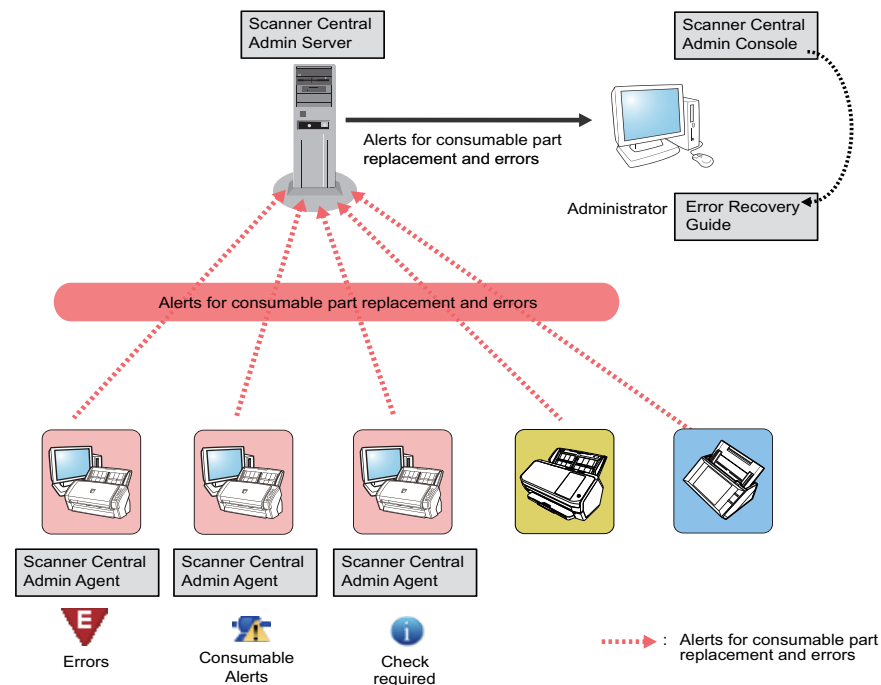 Scanner Central
Admin Server
Scanner Central
Admin Console
Alerts for consumable part
replacement and errors
Administrator
Error Recovery
Guide
Alerts for consumable part replacement and errors
Scanner Central
Admin Agent
Scanner Central
Admin Agent
Scanner Central
Admin Agent
E
Errors
Consumable
Alerts
i
Check
required
: Alerts for consumable part
replacement and errors